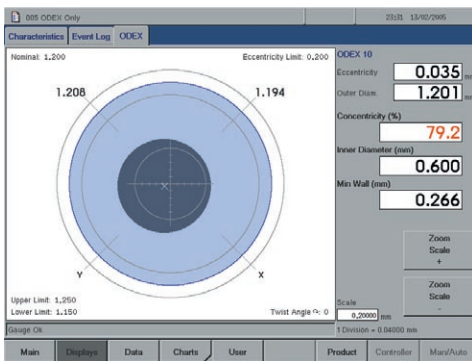 005 ODEX Only
23:31 13/02/2005
Characteristics Event Log ODEX
Nominal: 1.200
Eccentricity Limit: 0.200
1.208
1.194
Y
X
Upper Limit: 1.250
Lower Limit: 1.150
Twist Angle : 0
ODEX 10
Eccentricity 0.035
Outer Diam. 1.201
Concentricity (%)
79.2
Inner Diameter (mm)
0.600
Min Wall (mm)
0.266
Zoom
Scale
+
Zoom
Scale
-
Scale
0.20000 mm
1 Division = 0.04000 mm
Gauge Ok
Main Displays Data Charts User Product Controller Man/Auto